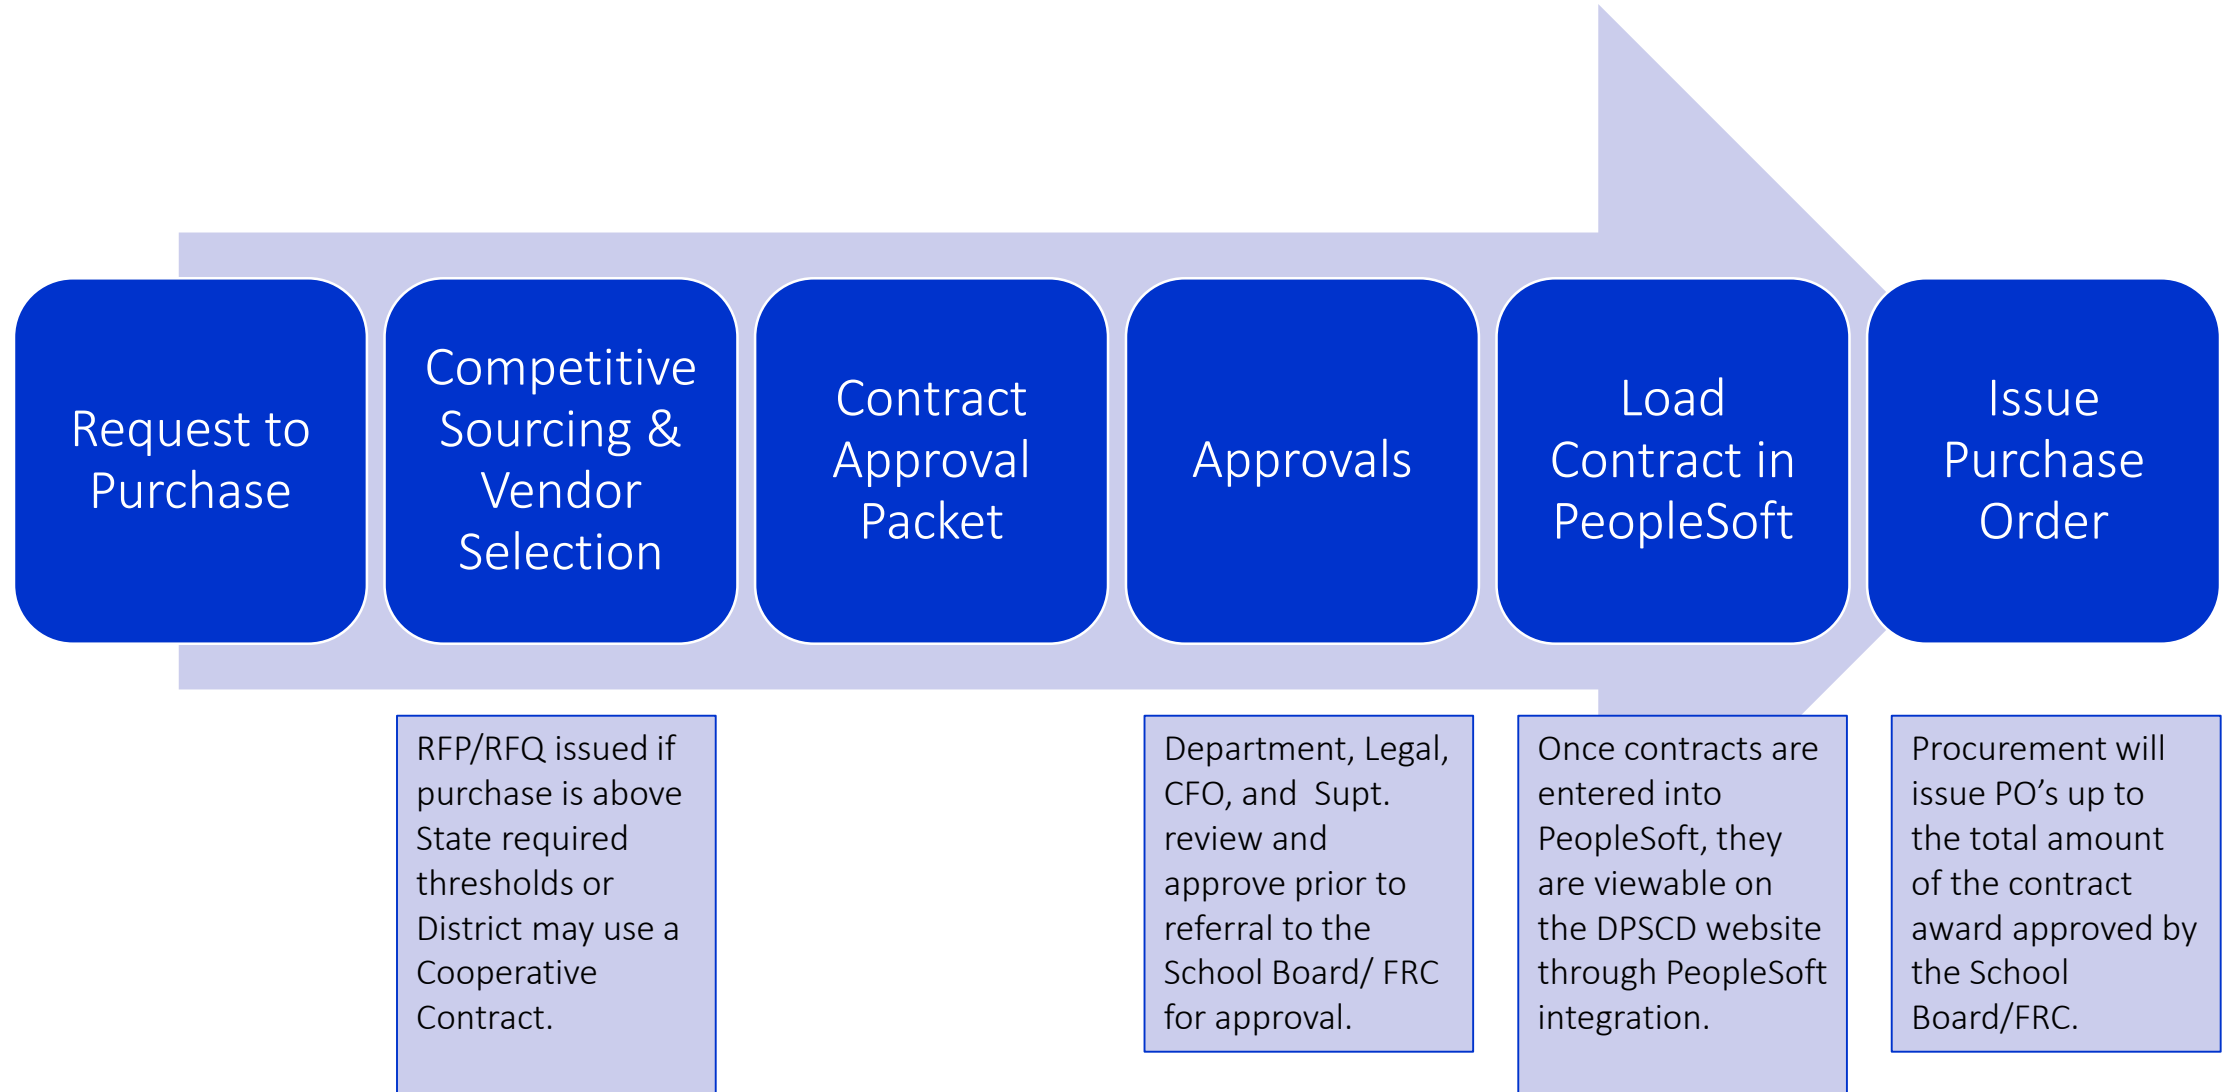 Request to
Purchase
Competitive
Sourcing &
Vendor
Selection
Contract
Approval
Packet
Approvals
Load
Contract in
PeopleSoft
Issue
Purchase
Order
RFP/RFQ issued if
purchase is above
State required
thresholds or
District may use a
Cooperative
Contract.
Department, Legal,
CFO, and  Supt.
review and
approve prior to
referral to the
School Board/ FRC
for approval.
Once contracts are
entered into
PeopleSoft, they
are viewable on
the DPSCD website
through PeopleSoft
integration.
Procurement will
issue PO’s up to
the total amount
of the contract
award approved by
the School
Board/FRC.